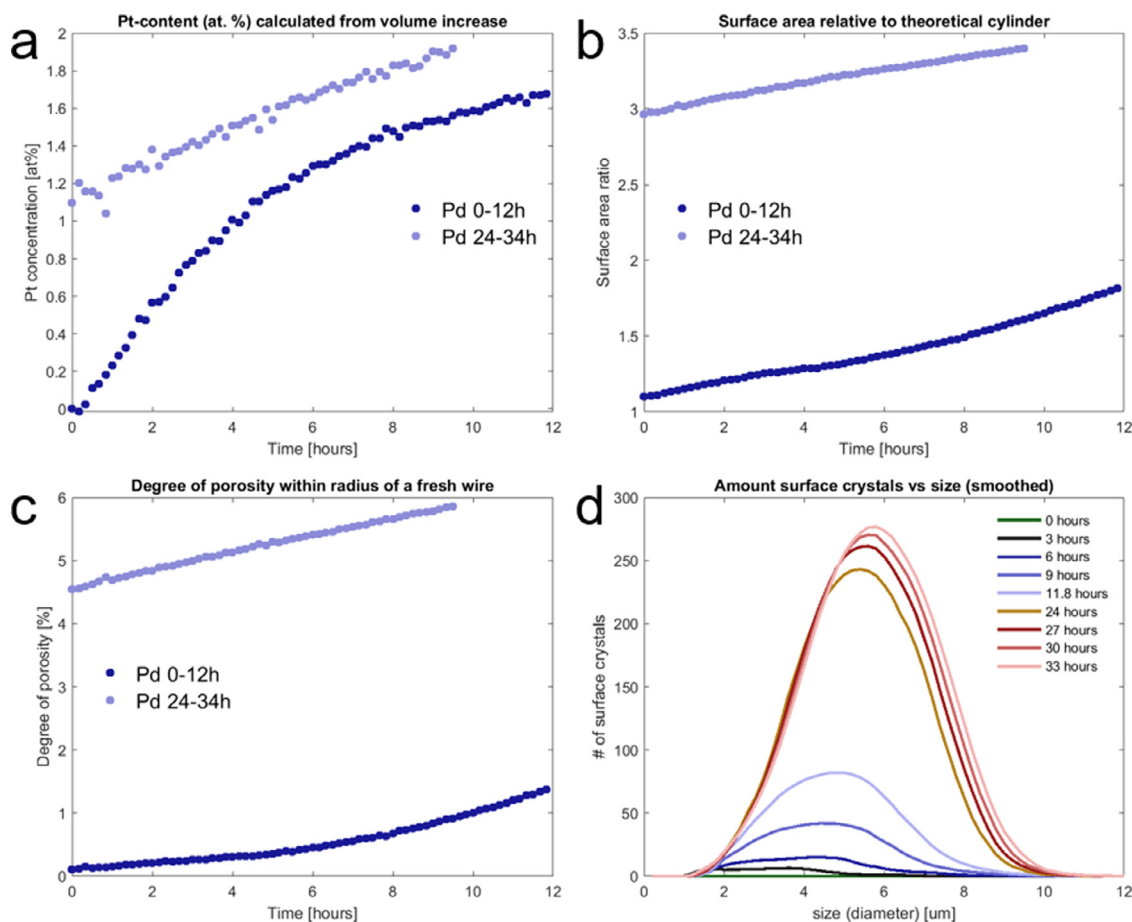 a
Pt-content (at. %) calculated from volume increase
2
1.8
1.6
1.4
1.2
1
0.8
0.6
0.4
0.2
0
Pt concentration [at%]
Pd 0-12h
Pd 24-34h
0 2 4 6 8 10 12
Time [hours]
b
Surface area relative to theoretical cylinder
3.5
3
2.5
2
1.5
1
Surface area ratio
Pd 0-12h
Pd 24-34h
0 2 4 6 8 10 12
Time [hours]
c
Degree of porosity within radius of a fresh wire
6
5
4
3
2
1
0
Degree of porosity [%]
Pd 0-12h
Pd 24-34h
0 2 4 6 8 10 12
Time [hours]
d
Amount surface crystals vs size (smoothed)
300
250
200
150
100
50
0
# of surface crystals
0 hours
3 hours
6 hours
9 hours
11.8 hours
24 hours
27 hours
30 hours
33 hours
0 2 4 6 8 10 12
size (diameter) [um]